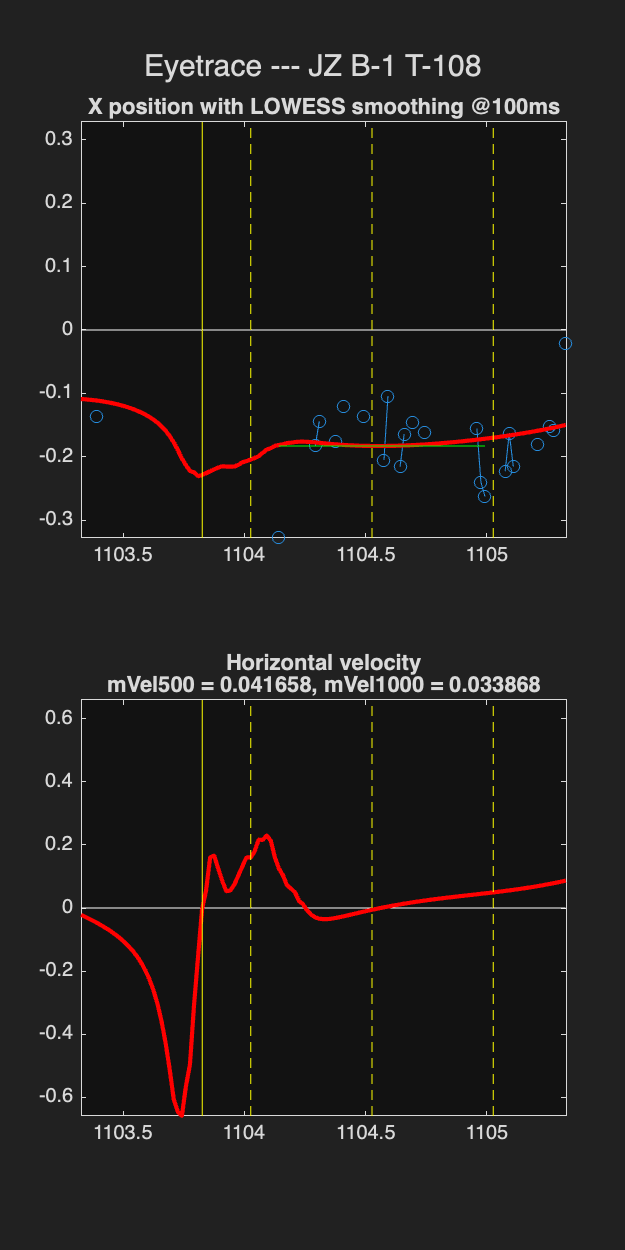 Eyetrace --- JZ B-1 T-108
X position with LOWESS smoothing @100ms
0.3
0.2
0.1
0
-0.1
-0.2
-0.3
1103.5 1104 1104.5 1105
Horizontal velocity
mVel500 = 0.041658, mVel1000 = 0.033868
0.6
0.4
0.2
0
-0.2
-0.4
-0.6
1103.5 1104 1104.5 1105